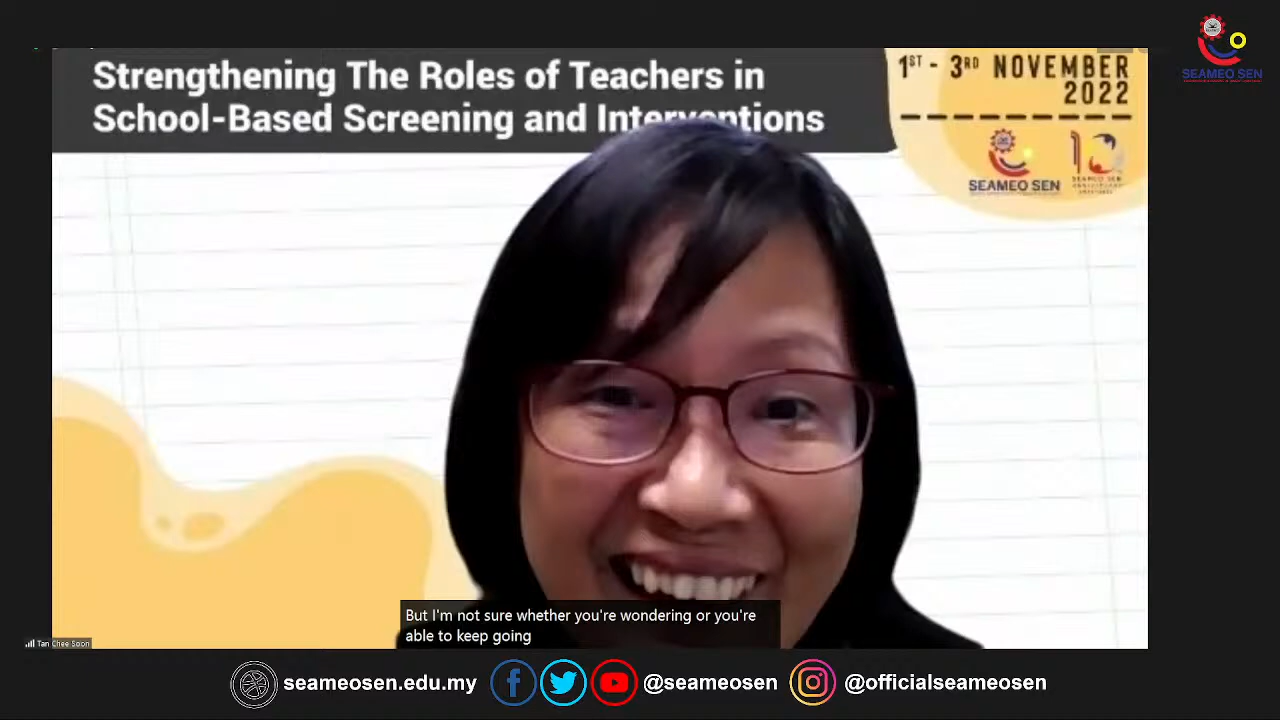 SEAMEO SEN
Strengthening The Roles of Teachers in
School-Based Screening and Interventions
1ST - 3RD NOVEMBER
2022
SEAMEO SEN
SEAMEO SEN
But I'm not sure whether you're wondering or you're
able to keep going
Tan Chee Soon
seameosen.edu.my
@seameosen
@officialseameosen